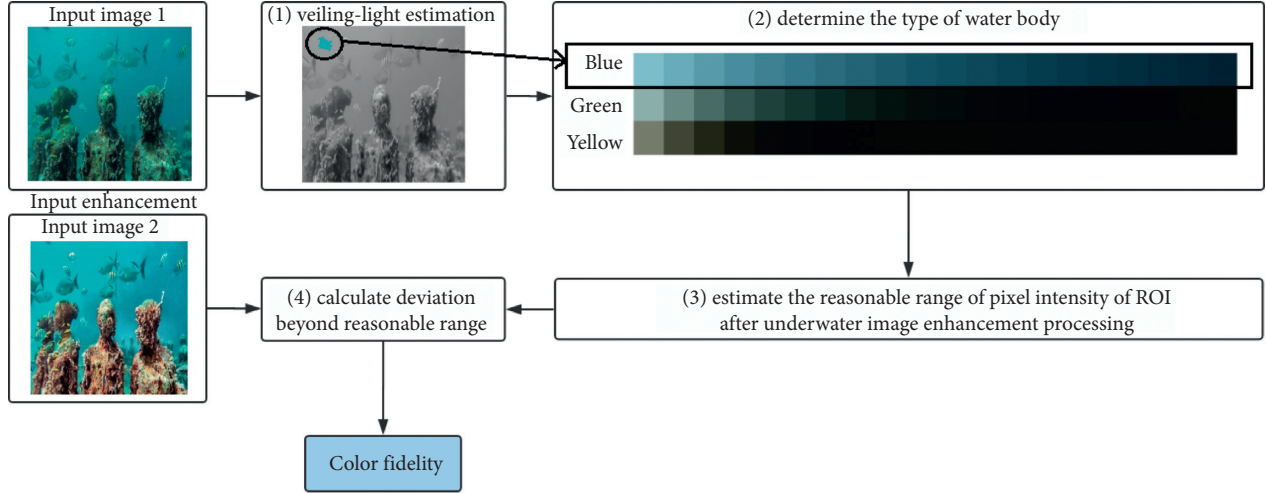 Input image 1
(1) veiling-light estimation
(2) determine the type of water body
Blue
Green
Yellow
Input enhancement
Input image 2
(4) calculate deviation
beyond reasonable range
(3) estimate the reasonable range of pixel intensity of ROI
after underwater image enhancement processing
Color fidelity